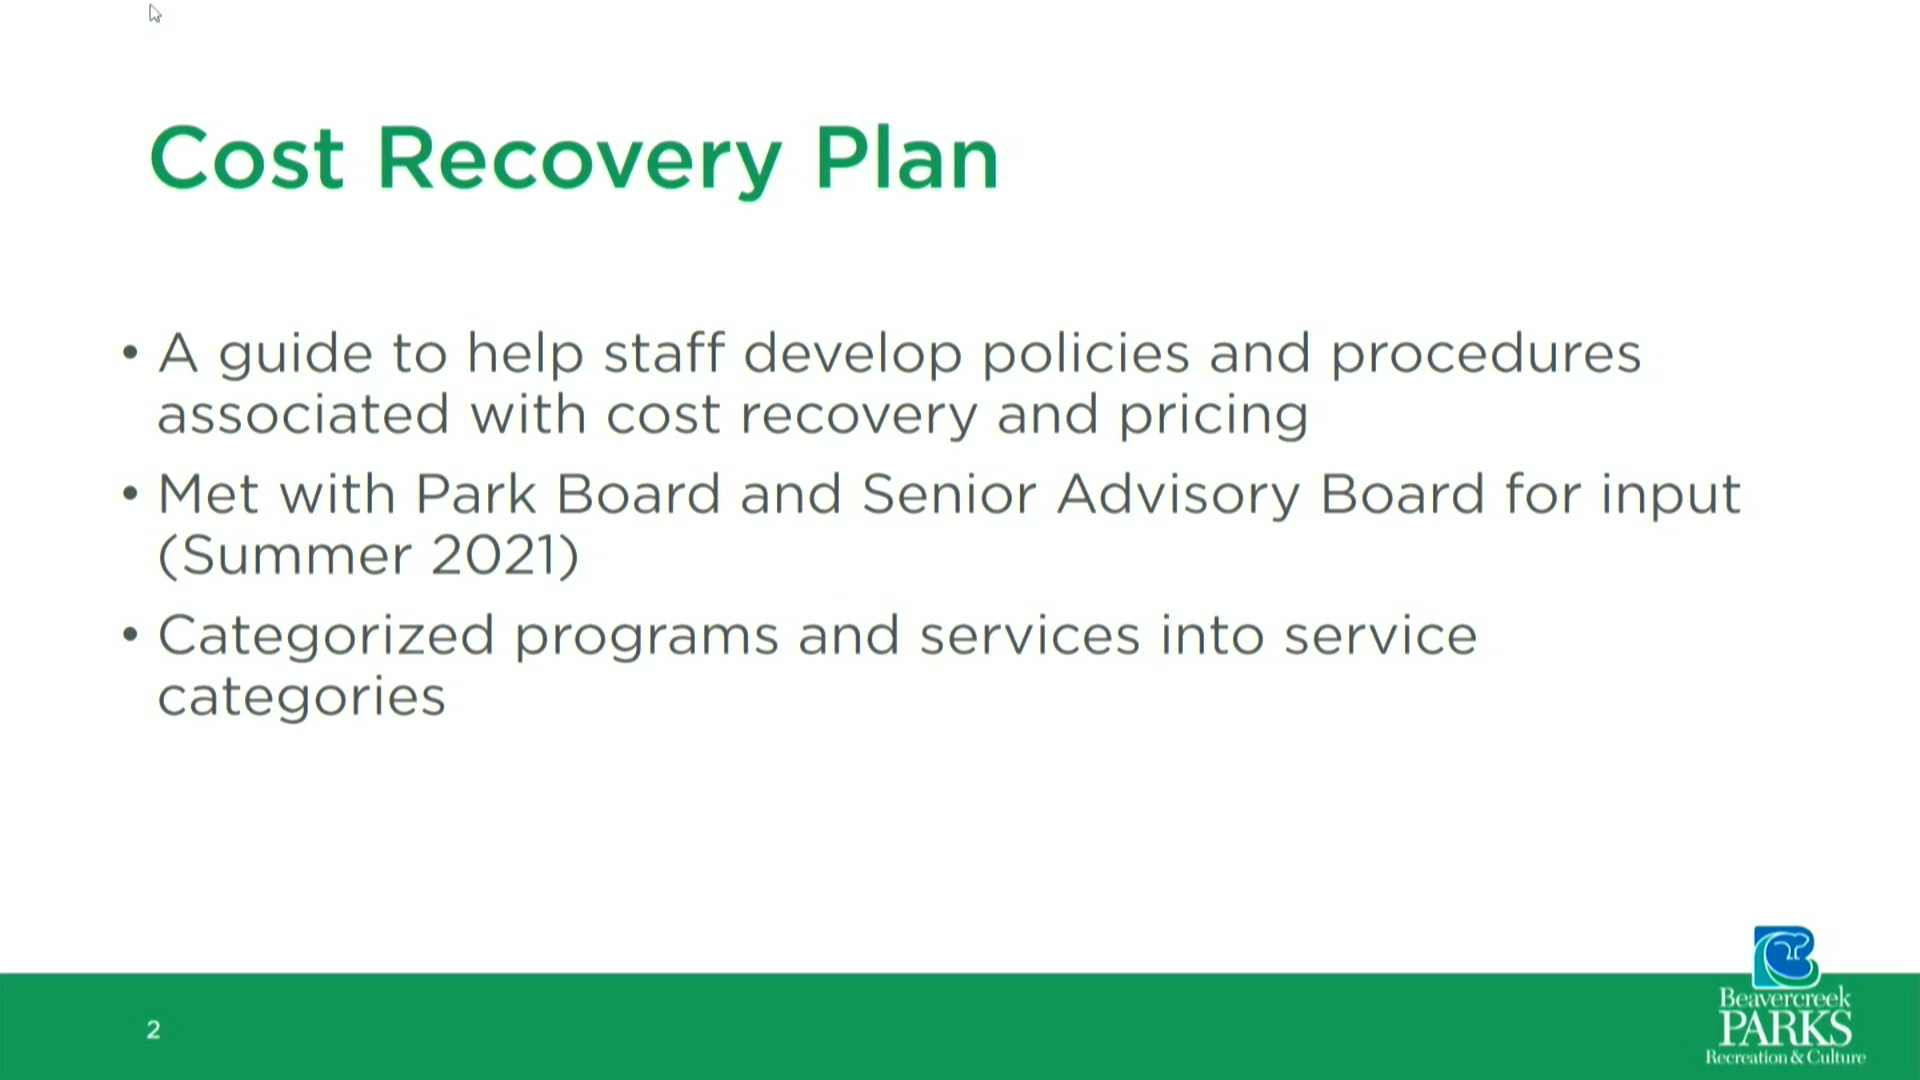 Cost Recovery Plan
• A guide to help staff develop policies and procedures
associated with cost recovery and pricing
• Met with Park Board and Senior Advisory Board for input
(Summer 2021)
• Categorized programs and services into service
categories
2
Beavercreek
PARKS
Recreation & Culture